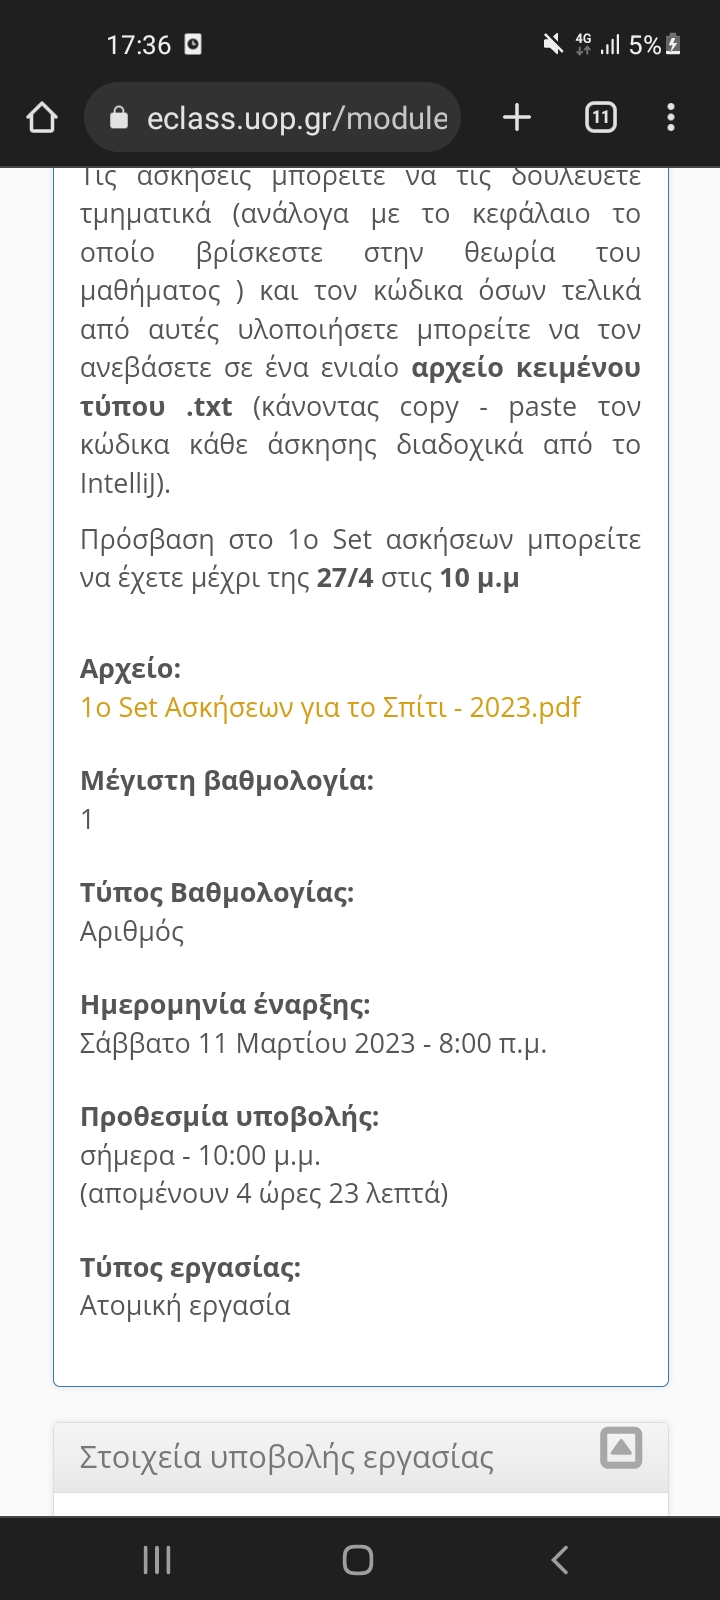 17:36
4G
5%
eclass.uop.gr/module
11
Τις ασκήσεις μπορείτε να τις δουλεύετε
τμηματικά (ανάλογα με το κεφάλαιο το
οποίο βρίσκεστε στην θεωρία του
μαθήματος ) και τον κώδικα όσων τελικά
από αυτές υλοποιήσετε μπορείτε να τον
ανεβάσετε σε ένα ενιαίο αρχείο κειμένου
τύπου .txt (κάνοντας copy - paste τον
κώδικα κάθε άσκησης διαδοχικά από το
IntelliJ).
Πρόσβαση στο 1ο Set ασκήσεων μπορείτε
να έχετε μέχρι της 27/4 στις 10 μ.μ
Αρχείο:
1ο Set Ασκήσεων για το Σπίτι - 2023.pdf
Μέγιστη βαθμολογία:
1
Τύπος Βαθμολογίας:
Αριθμός
Ημερομηνία έναρξης:
Σάββατο 11 Μαρτίου 2023 - 8:00 π.μ.
Προθεσμία υποβολής:
σήμερα - 10:00 μ.μ.
(απομένουν 4 ώρες 23 λεπτά)
Τύπος εργασίας:
Ατομική εργασία
Στοιχεία υποβολής εργασίας